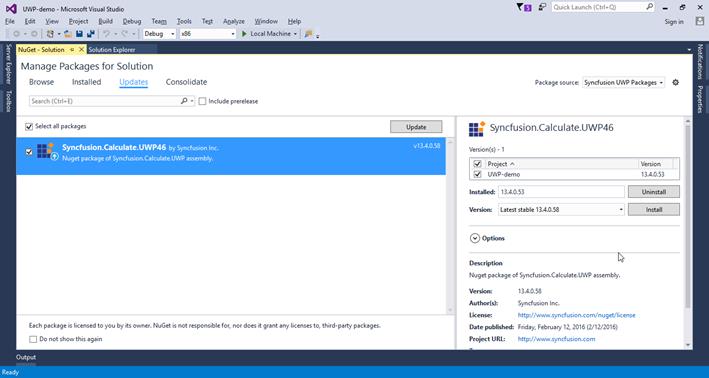 UWP-demo - Microsoft Visual Studio
5
Quick Launch (Ctrl+Q)
File Edit View Project Build Debug Team Tools Test Analyze Window Help
Sign in
Debug x86 Local Machine
NuGet - Solution Solution Explorer
Server Explorer
Toolbox
Notifications
Properties
Manage Packages for Solution
Browse Installed Updates Consolidate
Package source: Syncfusion UWP Packages
Search (Ctrl+E) Include prerelease
Select all packages
Update
Syncfusion.Calculate.UWP46 by Syncfusion Inc. v13.4.0.58
Nuget package of Syncfusion.Calculate.UWP assembly.
Each package is licensed to you by its owner. NuGet is not responsible for, nor does it grant any licenses to, third-party packages.
Do not show this again
Syncfusion.Calculate.UWP46
Version(s) - 1
Project Version
UWP-demo 13.4.0.53
Installed: 13.4.0.53 Uninstall
Version: Latest stable 13.4.0.58 Install
Options
Description
Nuget package of Syncfusion.Calculate.UWP assembly.
Version: 13.4.0.58
Author(s): Syncfusion Inc.
License: http://www.syncfusion.com/nuget/license
Date published: Friday, February 12, 2016 (2/12/2016)
Project URL: http://www.syncfusion.com
Output
Ready